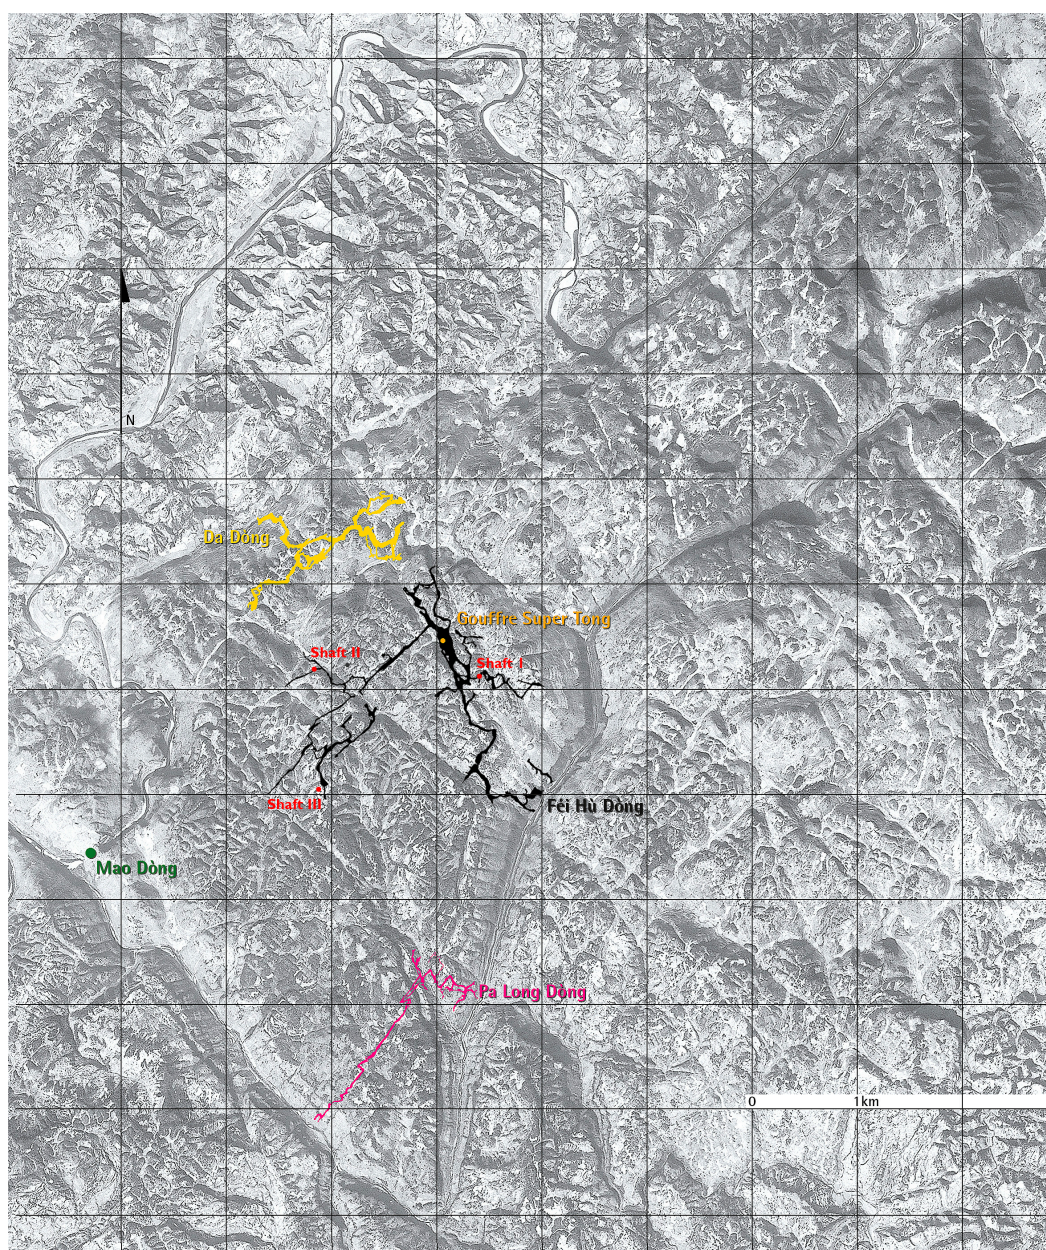 N
Da Dòng
Gouffre Super Tong
Shaft II
Shaft I
Shaft III
Féi Hù Dòng
Mao Dòng
Pa Long Dòng
0 1km